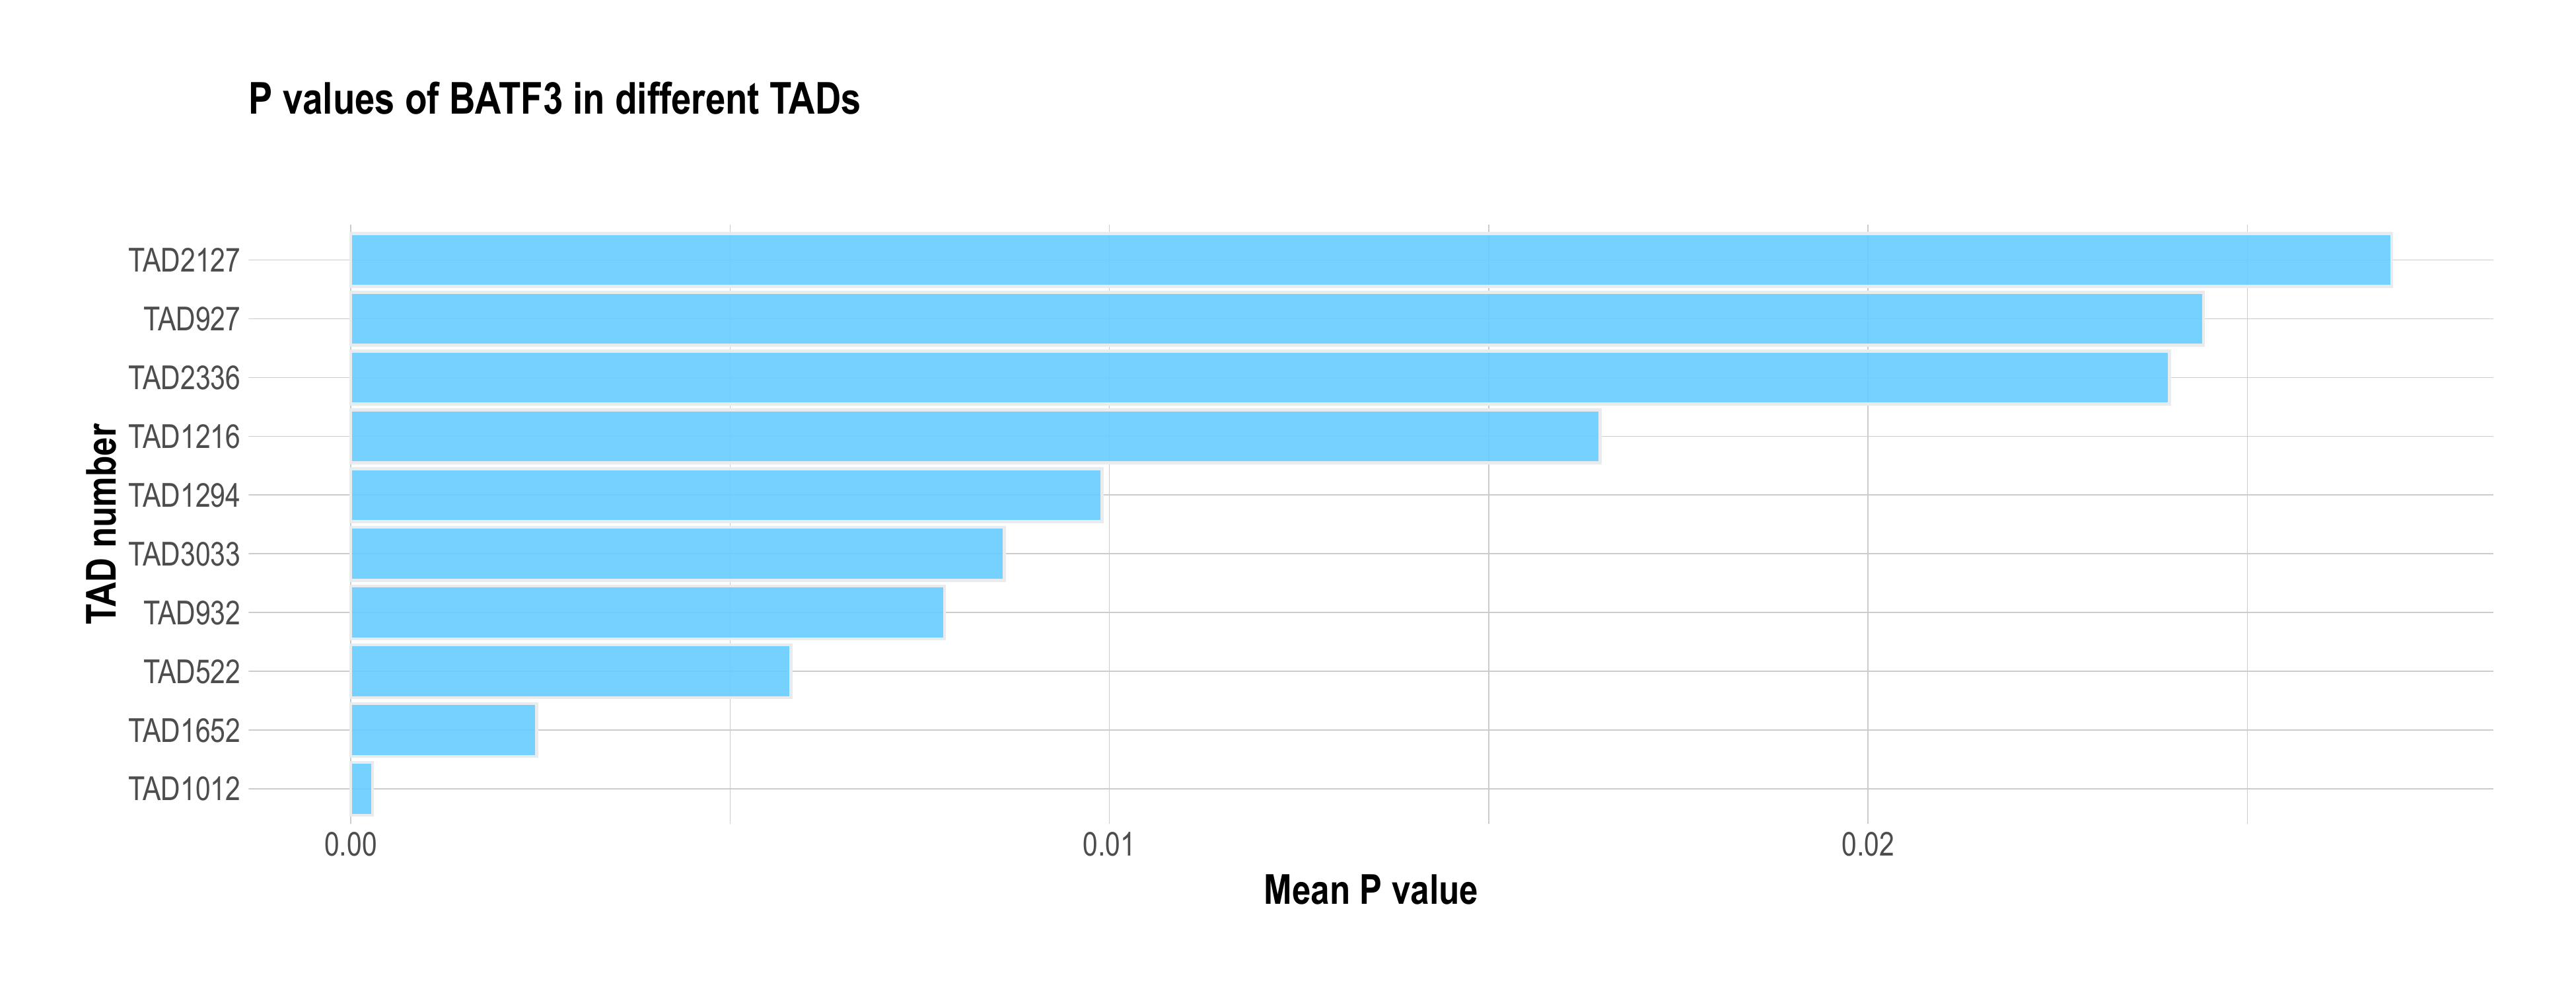 P values of BATF3 in different TADs
TAD number
TAD2127
TAD927
TAD2336
TAD1216
TAD1294
TAD3033
TAD932
TAD522
TAD1652
TAD1012
0.00 0.01 0.02
Mean P value